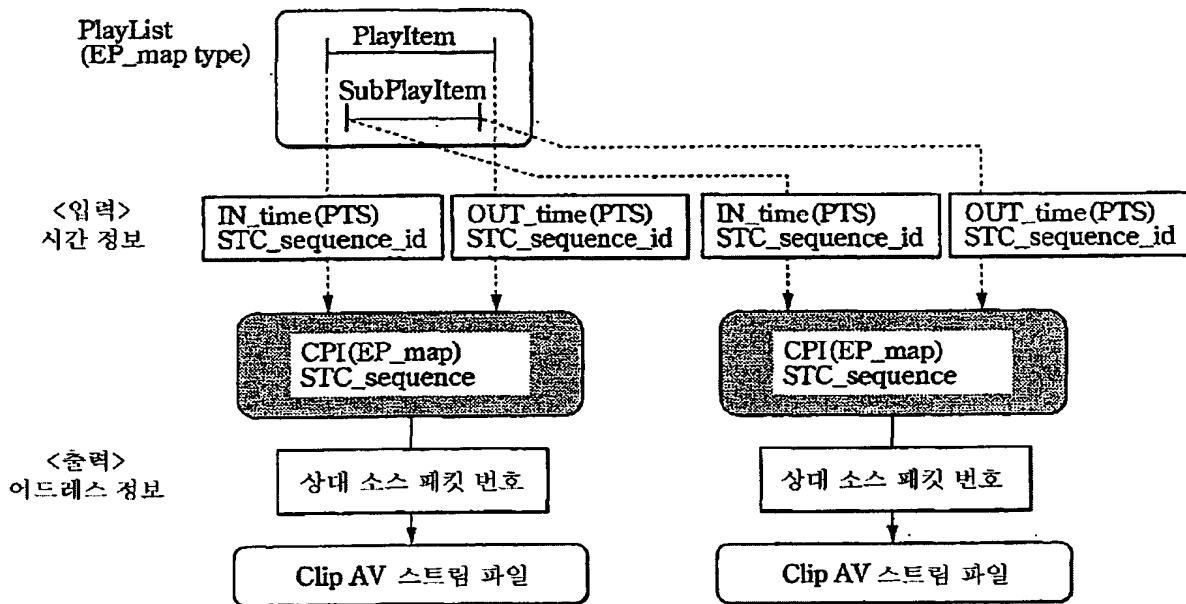 PlayList
(EP_map type)
PlayItem
SubPlayItem
<입력>
시간 정보
IN_time(PTS)
STC_sequence_id
OUT_time(PTS)
STC_sequence_id
IN_time(PTS)
STC_sequence_id
OUT_time(PTS)
STC_sequence_id
CPI(EP_map)
STC_sequence
CPI(EP_map)
STC_sequence
<출력>
어드레스 정보
상대 소스 패킷 번호
상대 소스 패킷 번호
Clip AV 스트림 파일
Clip AV 스트림 파일